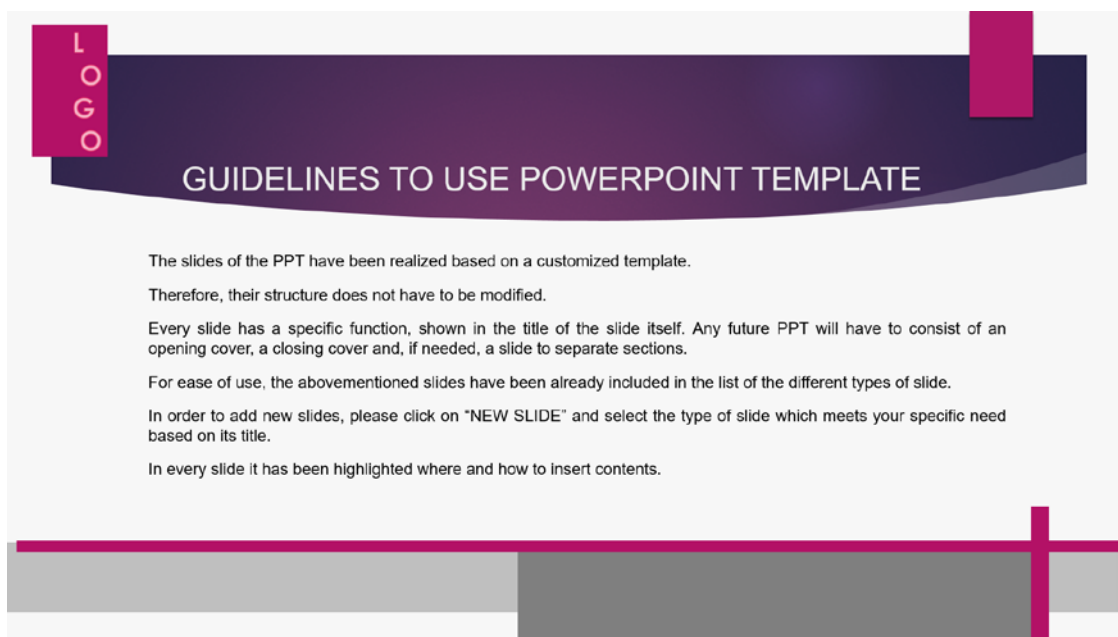 L
O
G
O
GUIDELINES TO USE POWERPOINT TEMPLATE
The slides of the PPT have been realized based on a customized template.
Therefore, their structure does not have to be modified.
Every slide has a specific function, shown in the title of the slide itself. Any future PPT will have to consist of an
opening cover, a closing cover and, if needed, a slide to separate sections.
For ease of use, the abovementioned slides have been already included in the list of the different types of slide.
In order to add new slides, please click on “NEW SLIDE” and select the type of slide which meets your specific need
based on its title.
In every slide it has been highlighted where and how to insert contents.